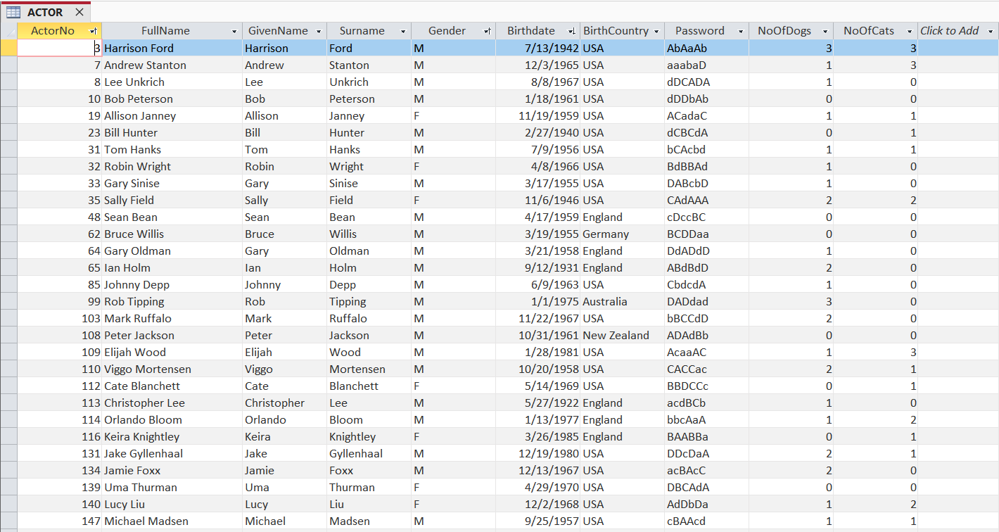 ACTOR
ActorNo FullName GivenName Surname Gender Birthdate BirthCountry Password NoOfDogs NoOfCats Click to Add
3 Harrison Ford Harrison Ford M 7/13/1942 USA AbAaAb 3 3
7 Andrew Stanton Andrew Stanton M 12/3/1965 USA aaabaD 1 3
8 Lee Unkrich Lee Unkrich M 8/8/1967 USA dDCADA 1 0
10 Bob Peterson Bob Peterson M 1/18/1961 USA dDDbAb 0 0
19 Allison Janney Allison Janney F 11/19/1959 USA ACadaC 1 1
23 Bill Hunter Bill Hunter M 2/27/1940 USA dCBCdA 0 1
31 Tom Hanks Tom Hanks M 7/9/1956 USA bCAcbd 1 1
32 Robin Wright Robin Wright F 4/8/1966 USA BdBBAd 1 0
33 Gary Sinise Gary Sinise M 3/17/1955 USA DABcbD 1 0
35 Sally Field Sally Field F 11/6/1946 USA CAdAAA 2 2
48 Sean Bean Sean Bean M 4/17/1959 England cDccBC 0 0
62 Bruce Willis Bruce Willis M 3/19/1955 Germany BCDDaa 0 0
64 Gary Oldman Gary Oldman M 3/21/1958 England DdADdD 1 0
65 Ian Holm Ian Holm M 9/12/1931 England ABdBdD 2 0
85 Johnny Depp Johnny Depp M 6/9/1963 USA CbdcdA 1 0
99 Rob Tipping Rob Tipping M 1/1/1975 Australia DADdad 3 0
103 Mark Ruffalo Mark Ruffalo M 11/22/1967 USA bBCCdD 2 0
108 Peter Jackson Peter Jackson M 10/31/1961 New Zealand ADAdBb 0 0
109 Elijah Wood Elijah Wood M 1/28/1981 USA AcaaAC 1 3
110 Viggo Mortensen Viggo Mortensen M 10/20/1958 USA CACCac 2 1
112 Cate Blanchett Cate Blanchett F 5/14/1969 USA BBDCCc 0 1
113 Christopher Lee Christopher Lee M 5/27/1922 England acdBCb 1 0
114 Orlando Bloom Orlando Bloom M 1/13/1977 England bbcAaA 1 2
116 Keira Knightley Keira Knightley F 3/26/1985 England BAABBa 0 1
131 Jake Gyllenhaal Jake Gyllenhaal M 12/19/1980 USA DDcDaA 2 1
134 Jamie Foxx Jamie Foxx M 12/13/1967 USA acBAcC 2 0
139 Uma Thurman Uma Thurman F 4/29/1970 USA DBCAdA 0 0
140 Lucy Liu Lucy Liu F 12/2/1968 USA AdDbDa 1 2
147 Michael Madsen Michael Madsen M 9/25/1957 USA cBAAcd 1 1